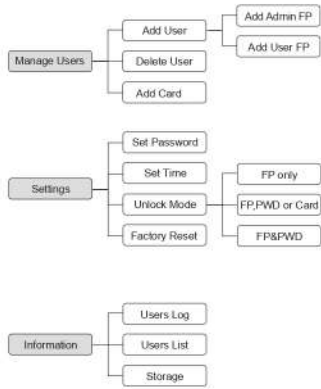 Add Admin FP
Add User
Add User FP
Manage Users
Delete User
Add Card
Set Password
Set Time
FP only
Settings
Unlock Mode
FP,PWD or Card
Factory Reset
FP&PWD
Users Log
Information
Users List
Storage